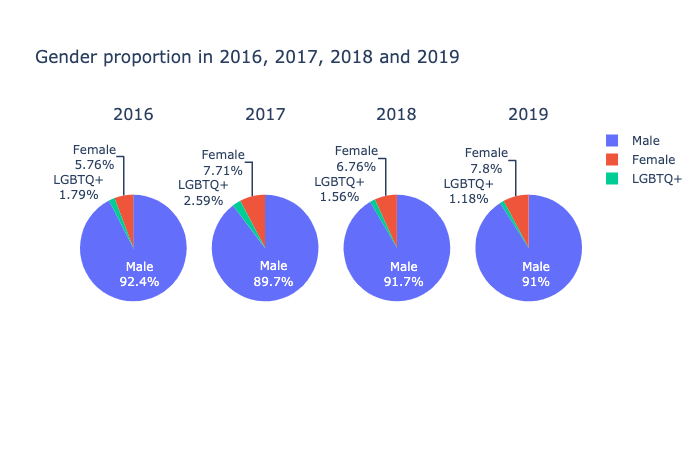 Gender proportion in 2016, 2017, 2018 and 2019
2016
2017
2018
2019
Female
5.76%
LGBTQ+
1.79%
Male
92.4%
Female
7.71%
LGBTQ+
2.59%
Male
89.7%
Female
6.76%
LGBTQ+
1.56%
Male
91.7%
Female
7.8%
LGBTQ+
1.18%
Male
91%
Male
Female
LGBTQ+